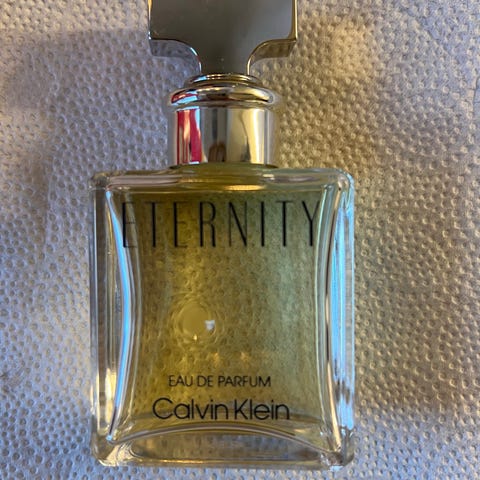 ETERNITY
EAU DE PARFUM
Calvin Klein